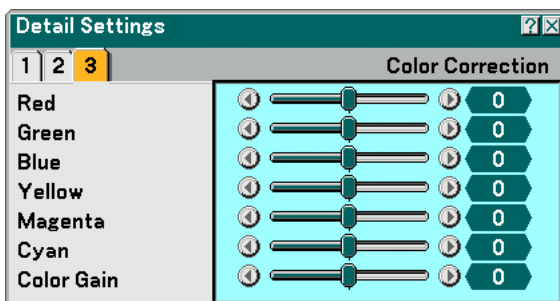 Detail Settings ?
1 2 3 Color Correction
Red 0
Green 0
Blue 0
Yellow 0
Magenta 0
Cyan 0
Color Gain 0